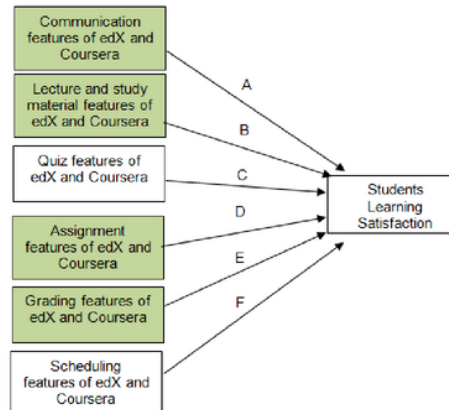 Communication
features of edX and
Coursera
Lecture and study
material features of
edX and Coursera
Quiz features of
edX and Coursera
Assignment
features of edX and
Coursera
Grading features of
edX and Coursera
Scheduling
features of edX and
Coursera
A
B
C
D
E
F
Students
Learning
Satisfaction